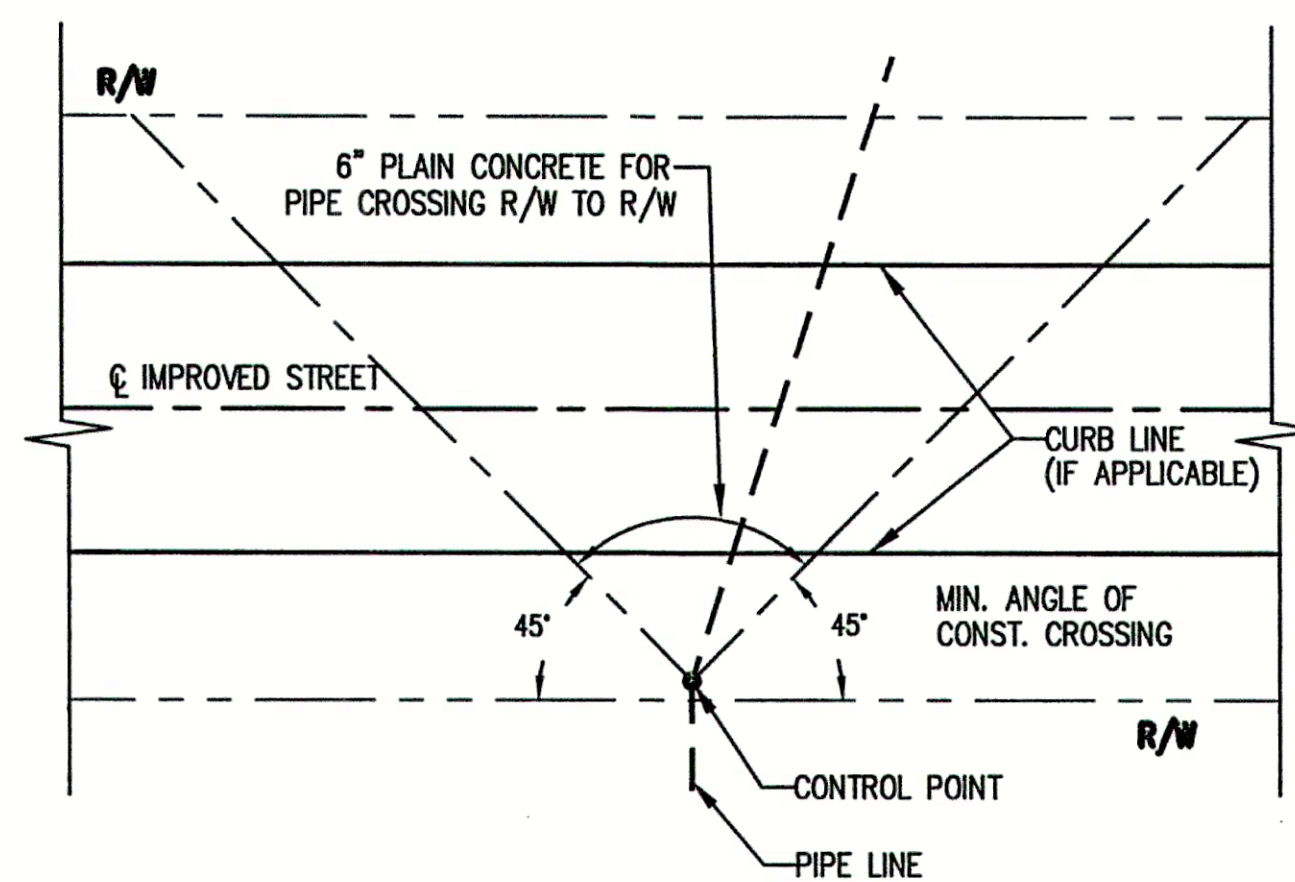 R/W
6" PLAIN CONCRETE FOR
PIPE CROSSING R/W TO R/W
℄ IMPROVED STREET
CURB LINE
(IF APPLICABLE)
45°
45°
MIN. ANGLE OF
CONST. CROSSING
R/W
CONTROL POINT
PIPE LINE